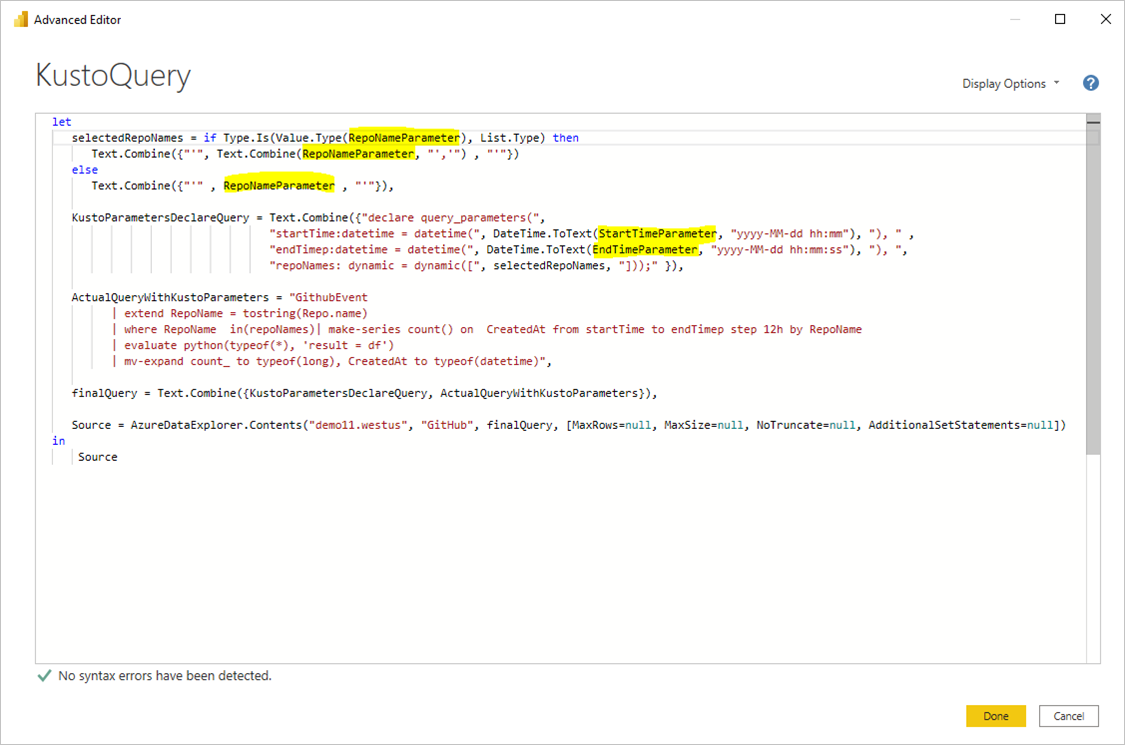 Advanced Editor
KustoQuery
Display Options
?
let
selectedRepoNames = if Type.Is(Value.Type(RepoNameParameter), List.Type) then
Text.Combine({"'", Text.Combine(RepoNameParameter, "','") , "'"})
else
Text.Combine({"'" , RepoNameParameter , "'"}),
KustoParametersDeclareQuery = Text.Combine({"declare query_parameters(",
"startTime:datetime = datetime(", DateTime.ToText(StartTimeParameter, "yyyy-MM-dd hh:mm"), "), " ,
"endTimep:datetime = datetime(", DateTime.ToText(EndTimeParameter, "yyyy-MM-dd hh:mm:ss"), "), ",
"repoNames: dynamic = dynamic([", selectedRepoNames, "]));" }),
ActualQueryWithKustoParameters = "GithubEvent
| extend RepoName = tostring(Repo.name)
| where RepoName  in(repoNames)| make-series count() on  CreatedAt from startTime to endTimep step 12h by RepoName
| evaluate python(typeof(*), 'result = df')
| mv-expand count_ to typeof(long), CreatedAt to typeof(datetime)",
finalQuery = Text.Combine({KustoParametersDeclareQuery, ActualQueryWithKustoParameters}),
Source = AzureDataExplorer.Contents("demo11.westus", "GitHub", finalQuery, [MaxRows=null, MaxSize=null, NoTruncate=null, AdditionalSetStatements=null])
in
Source
No syntax errors have been detected.
Done
Cancel